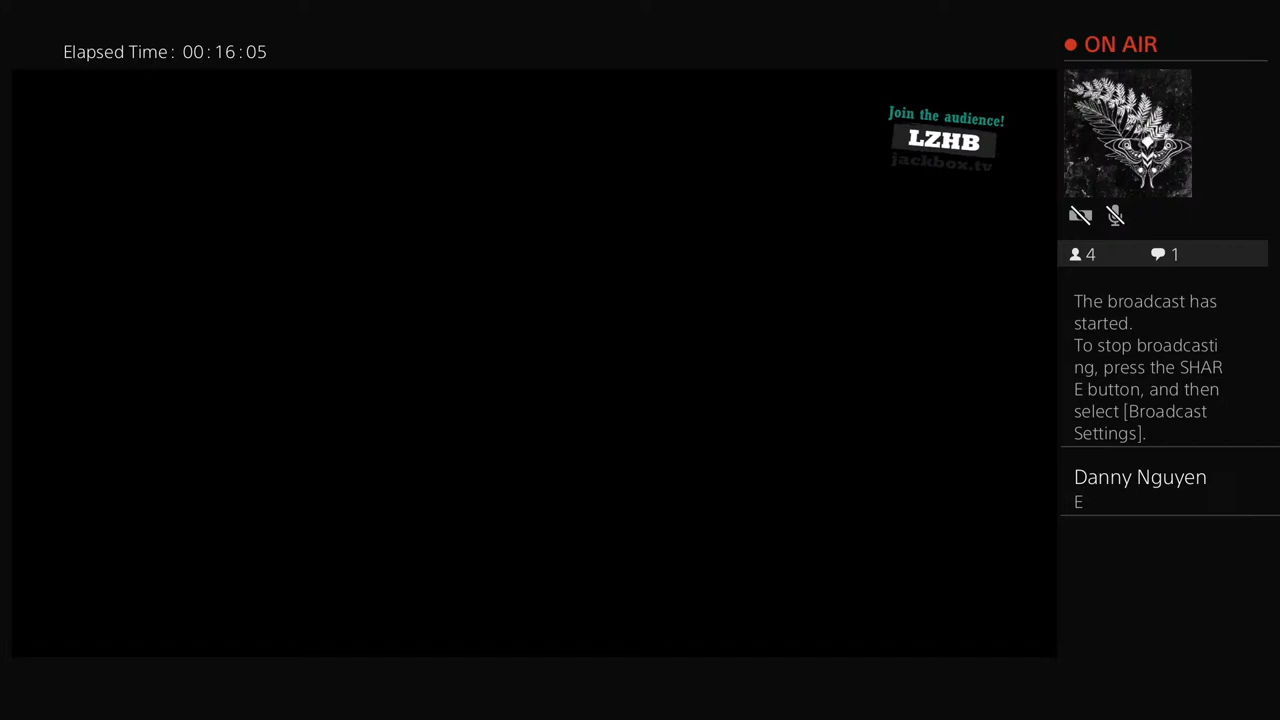 Elapsed Time: 00:16:05
ON AIR
Join the audience!
LZHB
jackbox.tv
4 1
The broadcast has
started.
To stop broadcasti
ng, press the SHAR
E button, and then
select [Broadcast
Settings].
Danny Nguyen
E